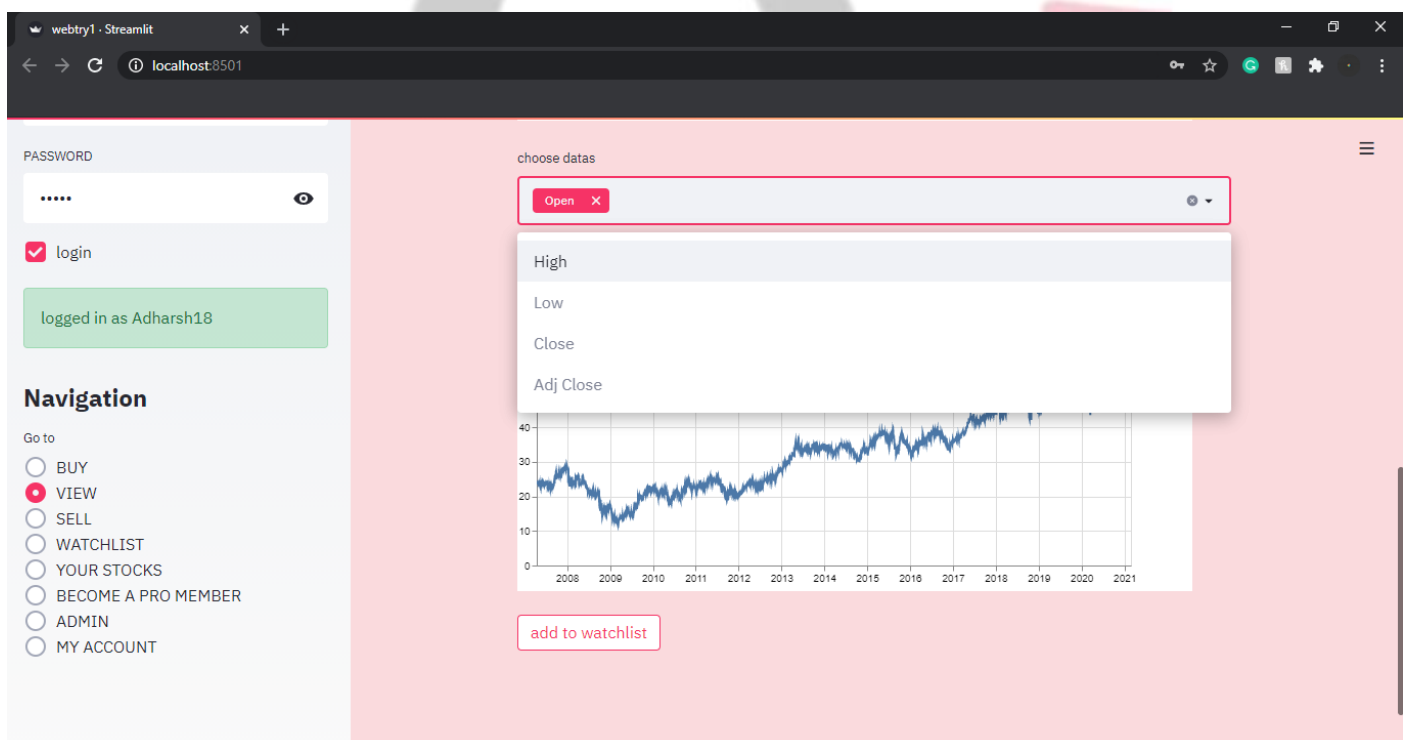 webtry1 · Streamlit
localhost:8501
PASSWORD
•••••
login
logged in as Adharsh18
Navigation
Go to
BUY
VIEW
SELL
WATCHLIST
YOUR STOCKS
BECOME A PRO MEMBER
ADMIN
MY ACCOUNT
choose datas
Open
High
Low
Close
Adj Close
40
30
20
10
0
2008 2009 2010 2011 2012 2013 2014 2015 2016 2017 2018 2019 2020 2021
add to watchlist